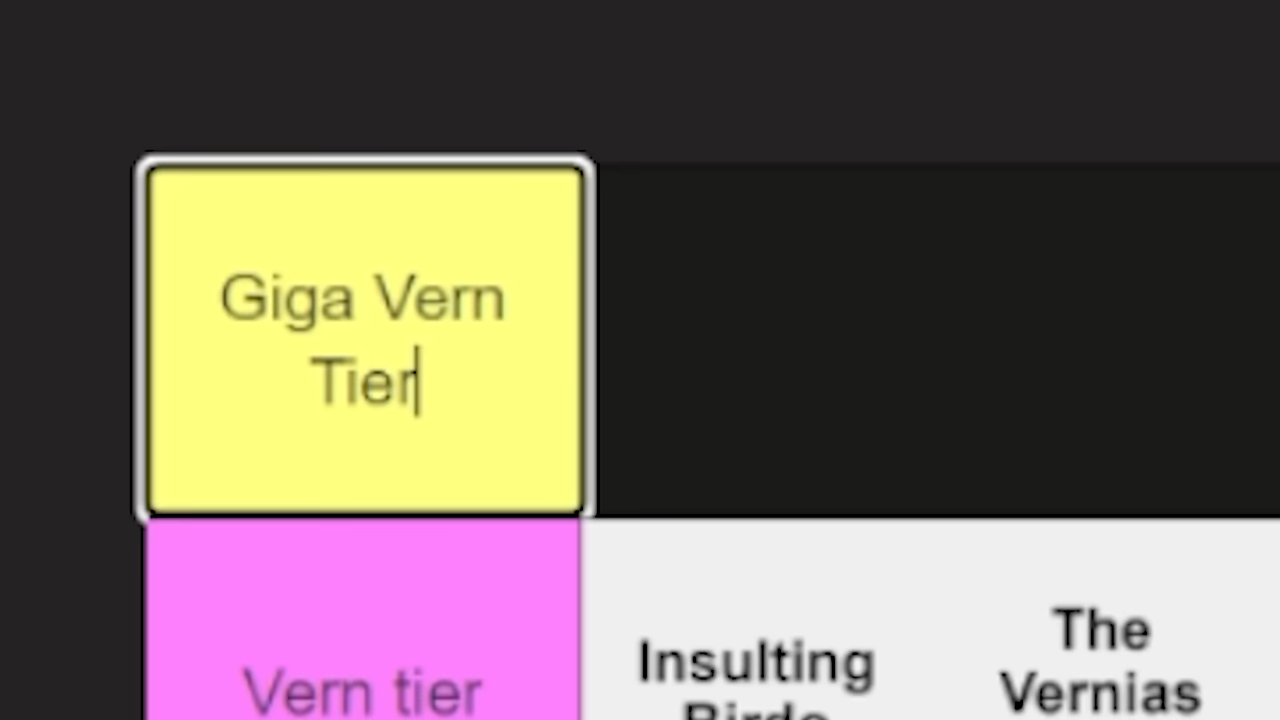 Giga Vern
Tier
Vern tier
Insulting
The
Vernias